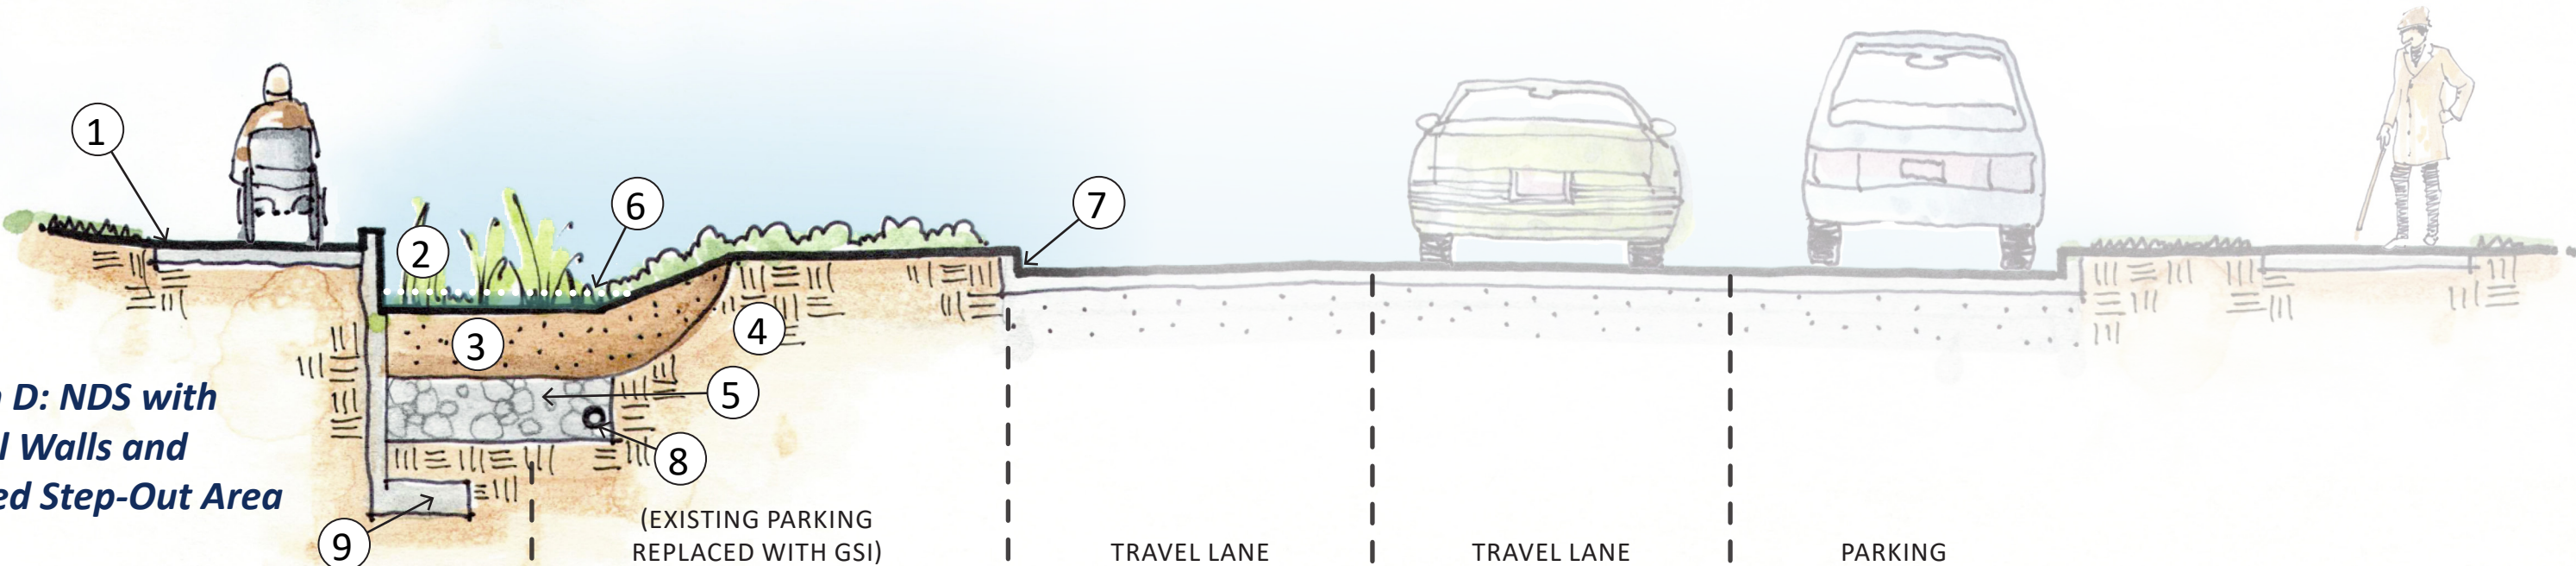 1
2
6
7
3
4
5
8
9
D: NDS with
Walls and
Step-Out Area
(EXISTING PARKING
REPLACED WITH GSI)
TRAVEL LANE
TRAVEL LANE
PARKING